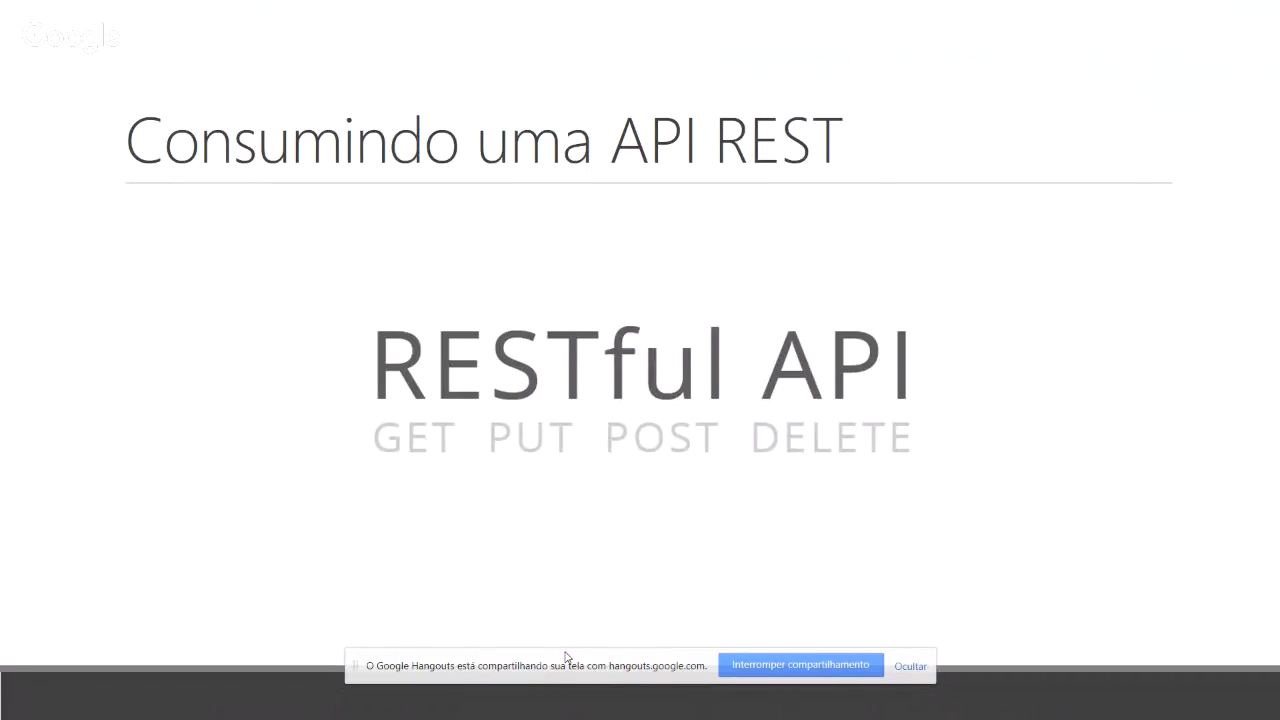 Google
Consumindo uma API REST
RESTful API
GET PUT POST DELETE
O Google Hangouts está compartilhando sua tela com hangouts.google.com.
Interromper compartilhamento
Ocultar